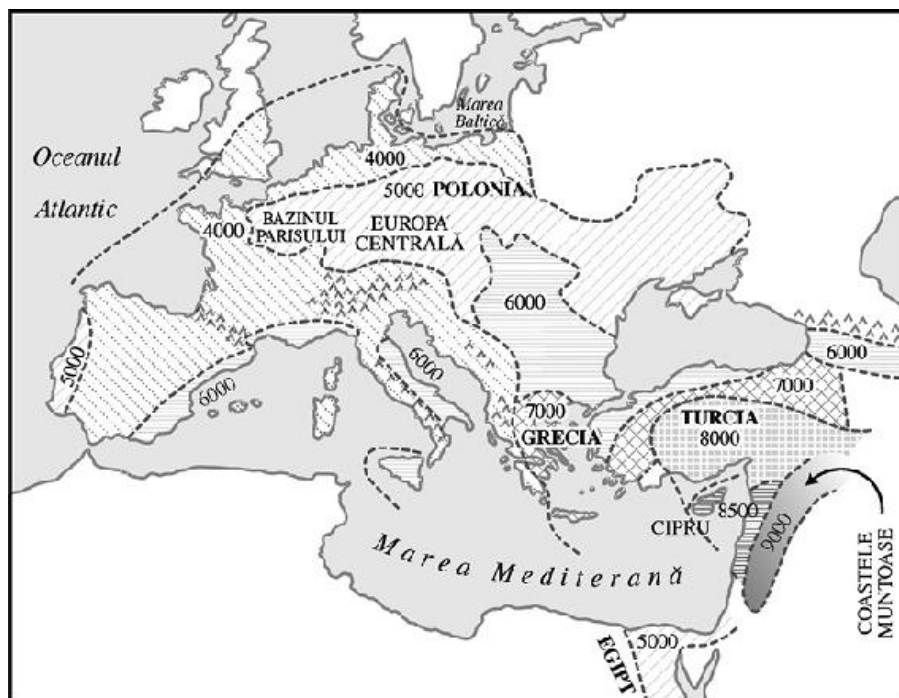 Marea
Baltică
Oceanul
Atlantic
4000
5000 POLONIA
4000
BAZINUL
PARISULUI
EUROPA
CENTRALĂ
6000
5000
6000
6000
6000
7000
7000
GRECIA
TURCIA
8000
8500
CIPRU
9000
COASTELE
MUNTOASE
Marea Mediterană
5000
EGIPT